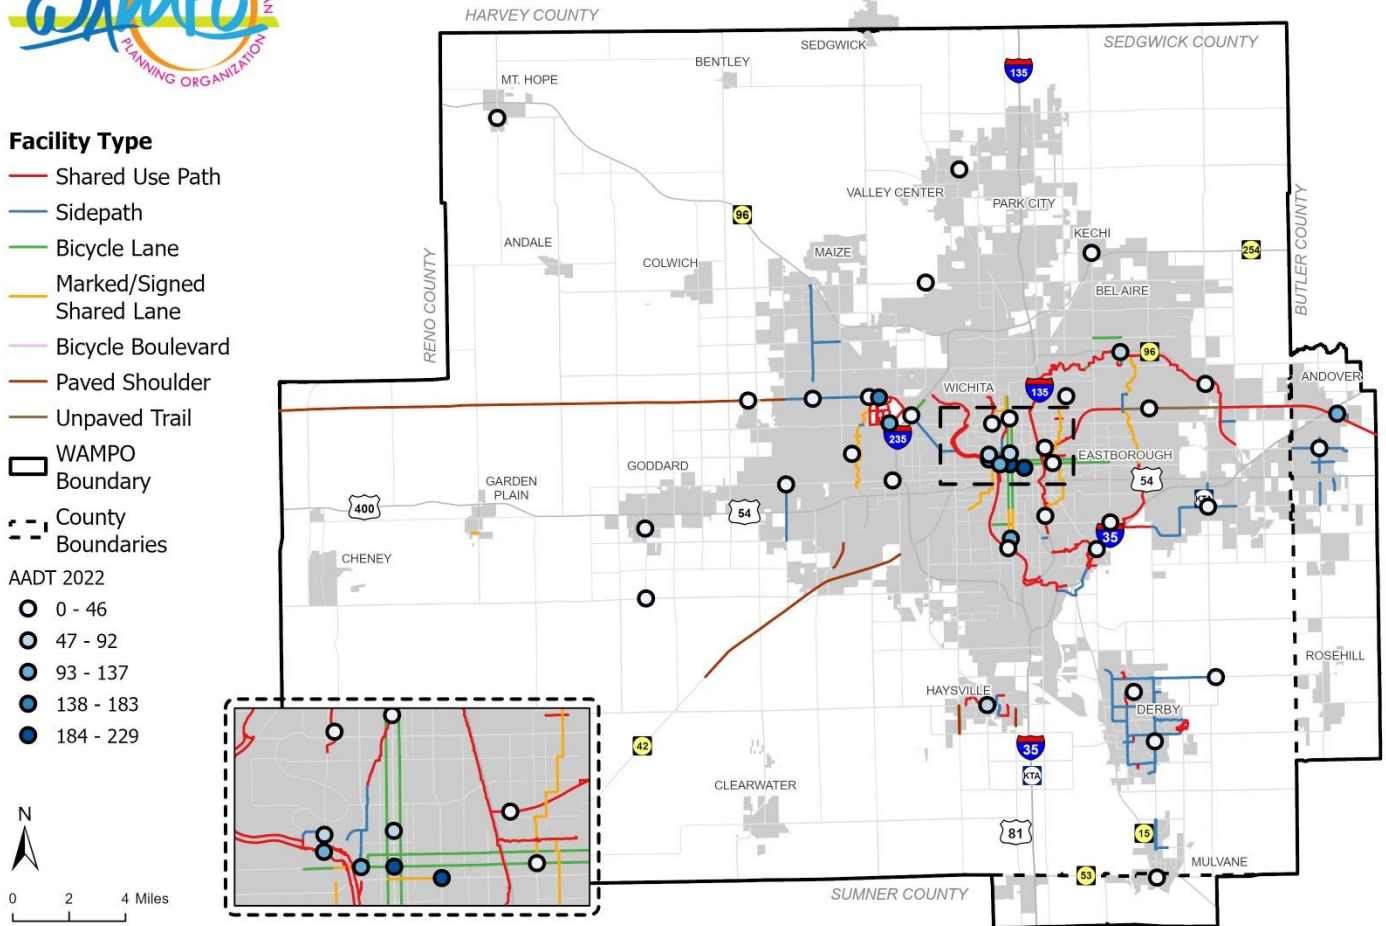 WAMPO
PLANNING ORGANIZATION
HARVEY COUNTY
SEDGWICK
SEDGWICK COUNTY
BENTLEY
135
MT. HOPE
Facility Type
Shared Use Path
Sidepath
Bicycle Lane
Marked/Signed
Shared Lane
Bicycle Boulevard
Paved Shoulder
Unpaved Trail
WAMPO
Boundary
County
Boundaries
AADT 2022
0 - 46
47 - 92
93 - 137
138 - 183
184 - 229
N
0 2 4 Miles
VALLEY CENTER
PARK CITY
96
BUTLER COUNTY
KECHI
ANDALE
MAIZE
254
RENO COUNTY
COLWICH
BEL AIRE
96
ANDOVER
WICHITA
135
235
EASTBOROUGH
GODDARD
54
GARDEN
PLAIN
KTA
400
54
35
CHENEY
ROSEHILL
HAYSVILLE
DERBY
42
35
KTA
CLEARWATER
81
15
MULVANE
53
SUMNER COUNTY